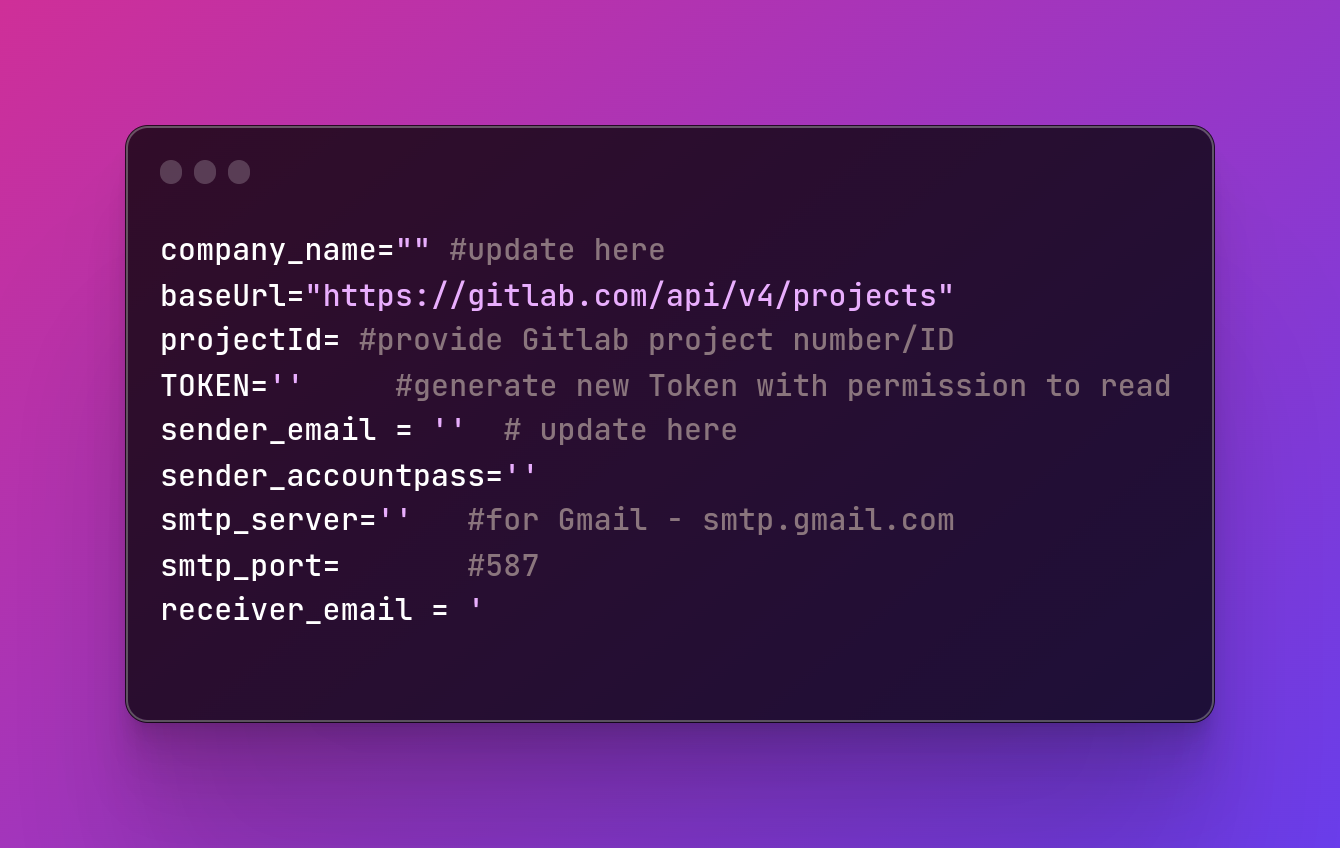 company_name="" #update here
baseUrl="https://gitlab.com/api/v4/projects"
projectId= #provide Gitlab project number/ID
TOKEN=''     #generate new Token with permission to read
sender_email = ''  # update here
sender_accountpass=''
smtp_server=''   #for Gmail - smtp.gmail.com
smtp_port=       #587
receiver_email = '